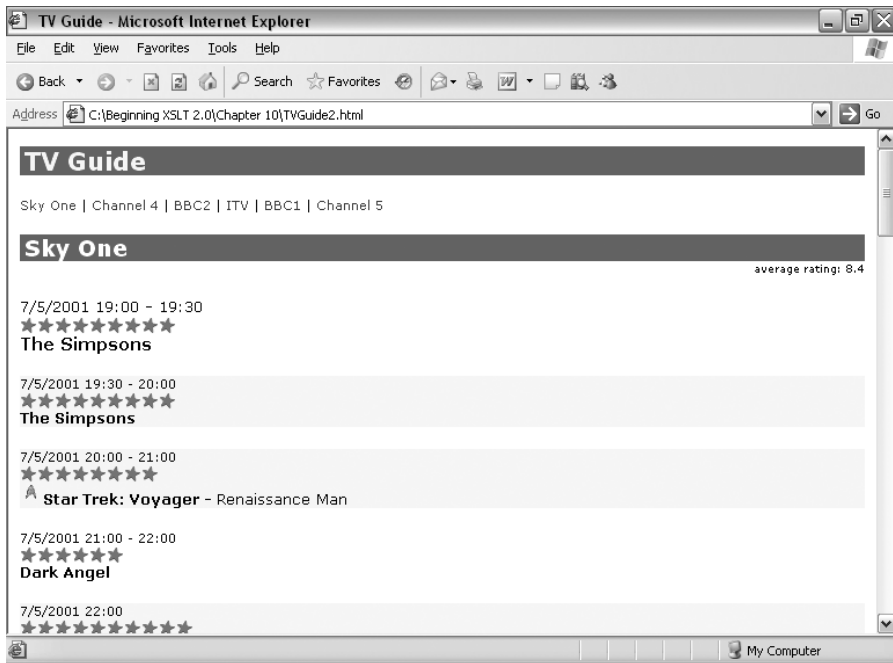 TV Guide - Microsoft Internet Explorer
File Edit View Favorites Tools Help
Back Search Favorites
Address C:\Beginning XSLT 2.0\Chapter 10\TVGuide2.html Go
TV Guide
Sky One | Channel 4 | BBC2 | ITV | BBC1 | Channel 5
Sky One
average rating: 8.4
7/5/2001 19:00 - 19:30
The Simpsons
7/5/2001 19:30 - 20:00
The Simpsons
7/5/2001 20:00 - 21:00
Star Trek: Voyager - Renaissance Man
7/5/2001 21:00 - 22:00
Dark Angel
7/5/2001 22:00
My Computer